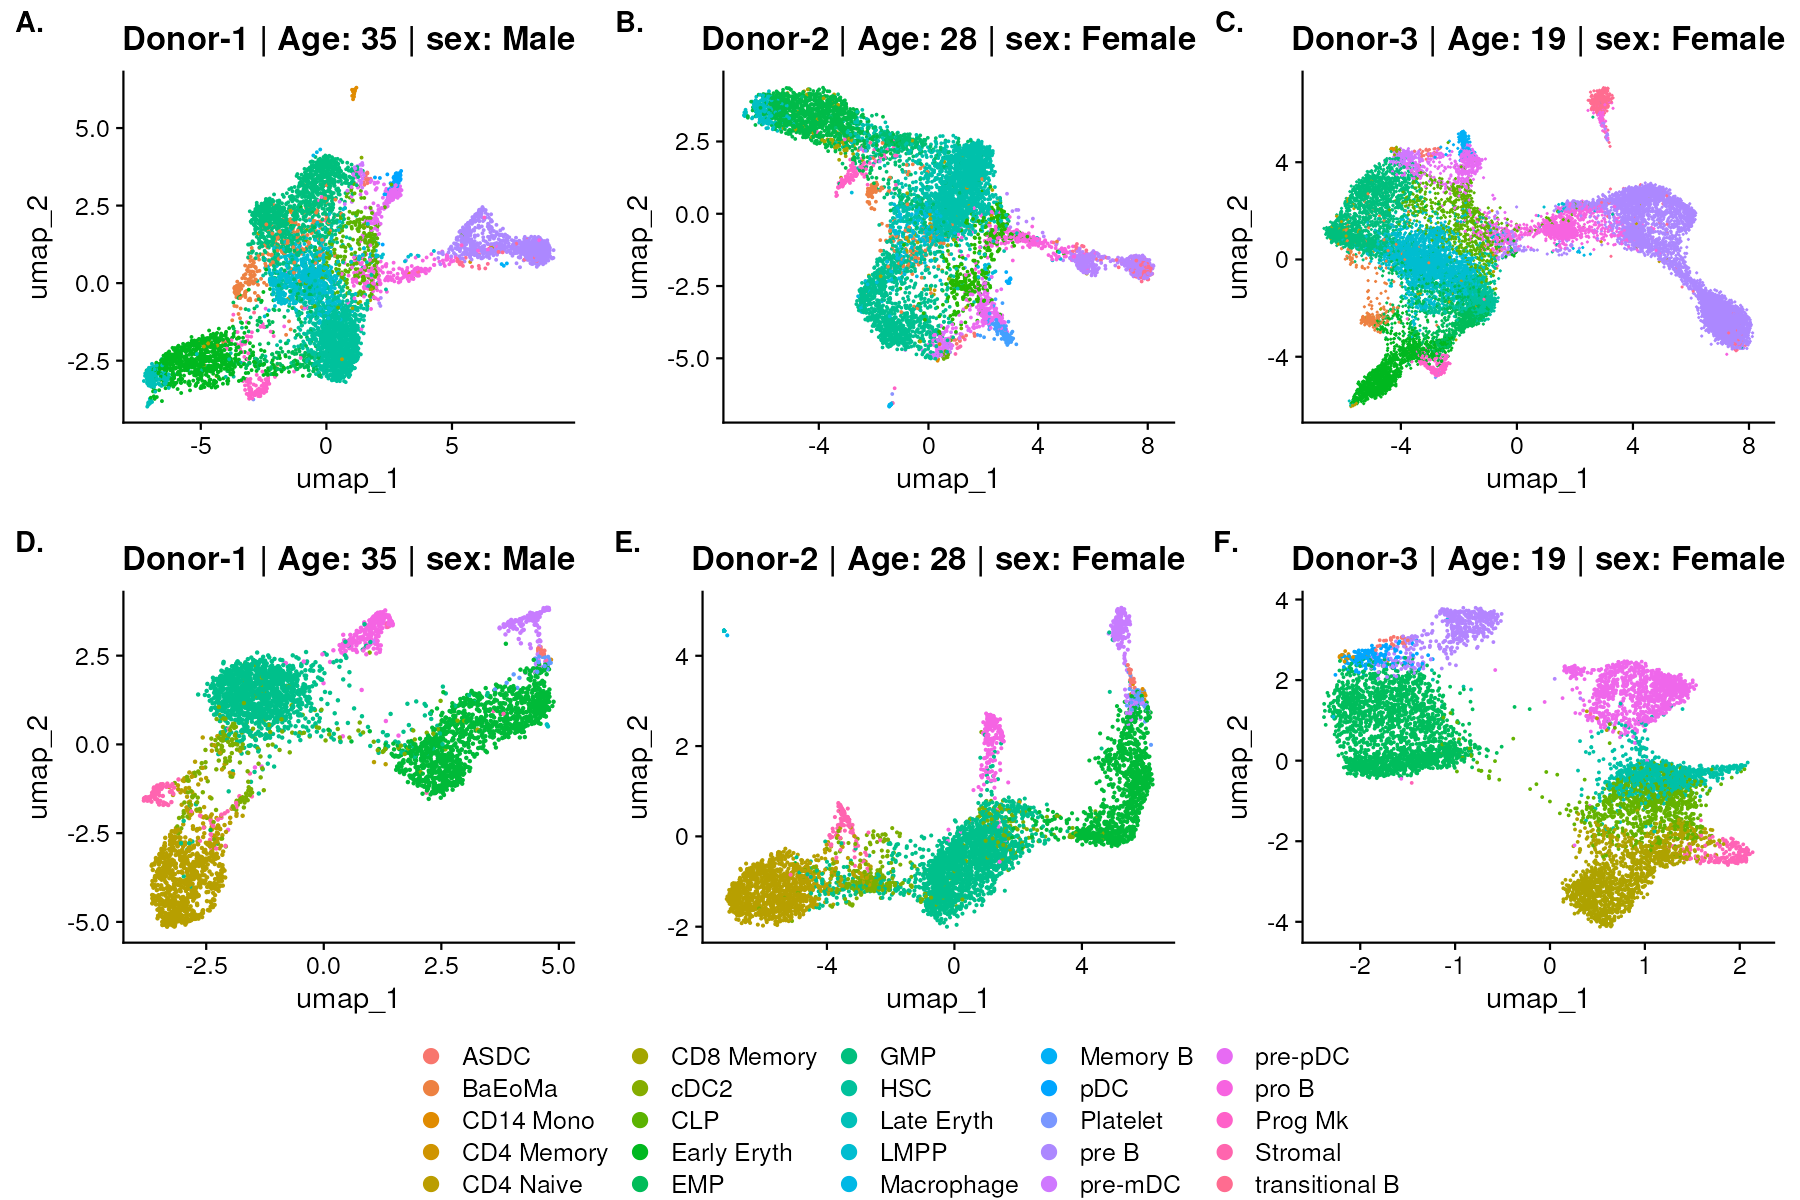 A.
Donor-1 | Age: 35 | sex: Male
B.
Donor-2 | Age: 28 | sex: Female
C.
Donor-3 | Age: 19 | sex: Female
umap_2
5.0
2.5
0.0
-2.5
-5
0
5
umap_1
umap_2
2.5
0.0
-2.5
-5.0
-4
0
4
8
umap_1
umap_2
4
0
-4
-4
0
4
8
umap_1
D.
Donor-1 | Age: 35 | sex: Male
E.
Donor-2 | Age: 28 | sex: Female
F.
Donor-3 | Age: 19 | sex: Female
umap_2
2.5
0.0
-2.5
-5.0
-2.5
0.0
2.5
5.0
umap_1
umap_2
4
2
0
-2
-4
0
4
umap_1
umap_2
4
2
0
-2
-4
-2
-1
0
1
2
umap_1
ASDC
BaEoMa
CD14 Mono
CD4 Memory
CD4 Naive
CD8 Memory
cDC2
CLP
Early Eryth
EMP
GMP
HSC
Late Eryth
LMPP
Macrophage
Memory B
pDC
Platelet
pre B
pre-mDC
pre-pDC
pro B
Prog Mk
Stromal
transitional B